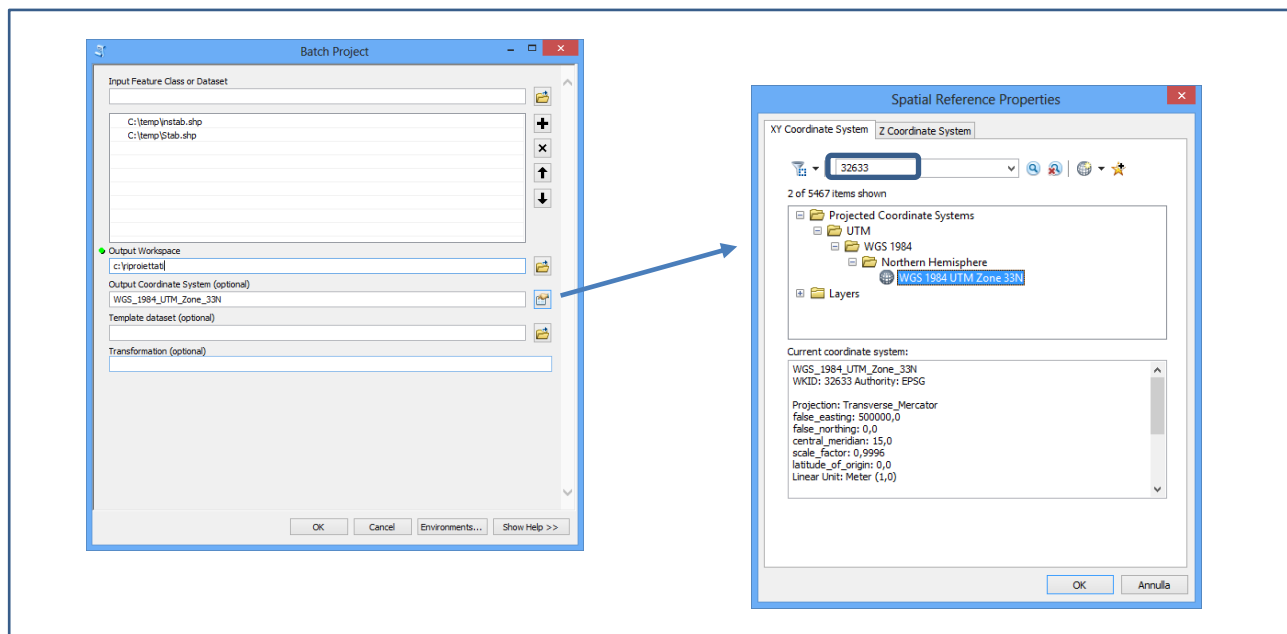 Batch Project
Input Feature Class or Dataset
C:\temp\instab.shp
C:\temp\Stab.shp
Output Workspace
c:\riproiettati
Output Coordinate System (optional)
WGS_1984_UTM_Zone_33N
Template dataset (optional)
Transformation (optional)
OK Cancel Environments... Show Help >>
Spatial Reference Properties
XY Coordinate System Z Coordinate System
32633
2 of 5467 items shown
Projected Coordinate Systems
UTM
WGS 1984
Northern Hemisphere
WGS 1984 UTM Zone 33N
Layers
Current coordinate system:
WGS_1984_UTM_Zone_33N
WKID: 32633 Authority: EPSG
Projection: Transverse_Mercator
false_easting: 500000,0
false_northing: 0,0
central_meridian: 15,0
scale_factor: 0,9996
latitude_of_origin: 0,0
Linear Unit: Meter (1,0)
OK Annulla